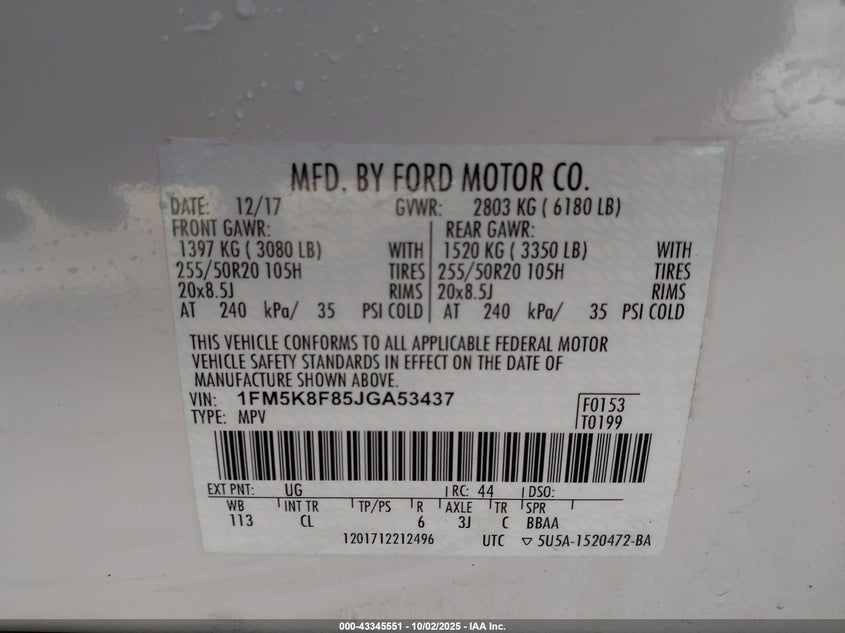 MFD. BY FORD MOTOR CO.
DATE: 12/17 GVWR: 2803 KG ( 6180 LB)
FRONT GAWR: REAR GAWR:
1397 KG ( 3080 LB) WITH 1520 KG ( 3350 LB) WITH
255/50R20 105H TIRES 255/50R20 105H TIRES
20x8.5J RIMS 20x8.5J RIMS
AT 240 kPa/ 35 PSI COLD AT 240 kPa/ 35 PSI COLD
THIS VEHICLE CONFORMS TO ALL APPLICABLE FEDERAL MOTOR
VEHICLE SAFETY STANDARDS IN EFFECT ON THE DATE OF
MANUFACTURE SHOWN ABOVE.
VIN: 1FM5K8F85JGA53437 F0153
TYPE: MPV T0199
EXT PNT: UG RC: 44 DSO:
WB INT TR TP/PS R AXLE TR SPR
113 CL 6 3J C BBAA
1201712212496 UTC ▽ 5U5A-1520472-BA
000-43345551 | 10/02/2025 - IAA Inc.